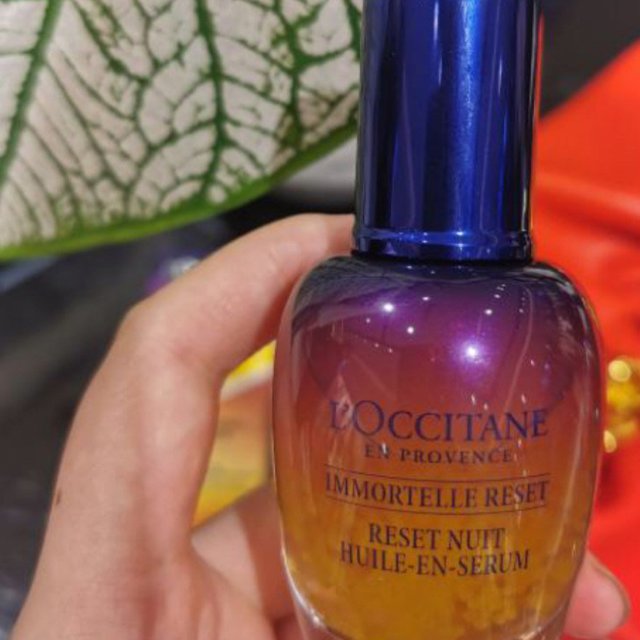 L'OCCITANE
EN PROVENCE
IMMORTELLE RESET
RESET NUIT
HUILE-EN-SERUM